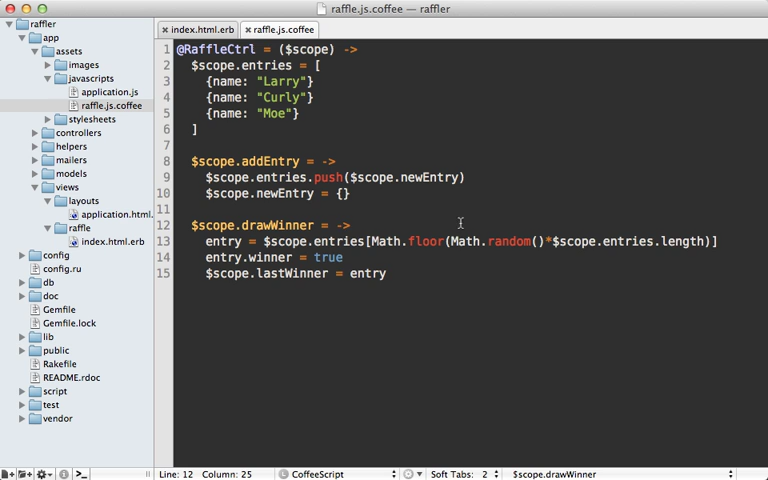 raffle.js.coffee — raffler
raffler
app
assets
images
javascripts
application.js
raffle.js.coffee
stylesheets
controllers
helpers
mailers
models
views
layouts
application.html.
raffle
index.html.erb
config
config.ru
db
doc
Gemfile
Gemfile.lock
lib
public
Rakefile
README.rdoc
script
test
vendor
index.html.erb raffle.js.coffee
1 @RaffleCtrl = ($scope) ->
2 $scope.entries = [
3 {name: "Larry"}
4 {name: "Curly"}
5 {name: "Moe"}
6 ]
7
8 $scope.addEntry = ->
9 $scope.entries.push($scope.newEntry)
10 $scope.newEntry = {}
11
12 $scope.drawWinner = ->
13 entry = $scope.entries[Math.floor(Math.random()*$scope.entries.length)]
14 entry.winner = true
15 $scope.lastWinner = entry
Line: 12 Column: 25 CoffeeScript Soft Tabs: 2 $scope.drawWinner